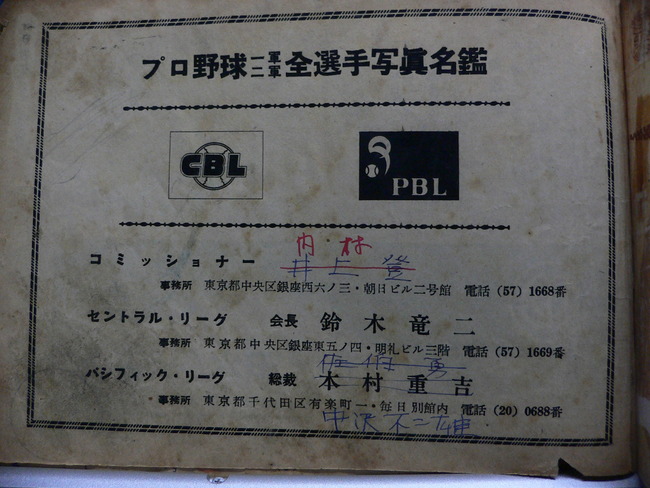 プロ野球一軍二軍全選手写真名鑑
CBL
PBL
内・林
コミッショナー 井上登
事務所 東京都中央区銀座西六ノ三・朝日ビル二号館 電話 (57) 1668番
セントラル・リーグ 会長 鈴木竜二
事務所 東京都中央区銀座東五ノ四・明礼ビル三階 電話 (57) 1669番
パシフィック・リーグ 総裁 本村重吉
事務所 東京都千代田区有楽町一・毎日別館内 電話 (20) 0688番
中沢不二雄